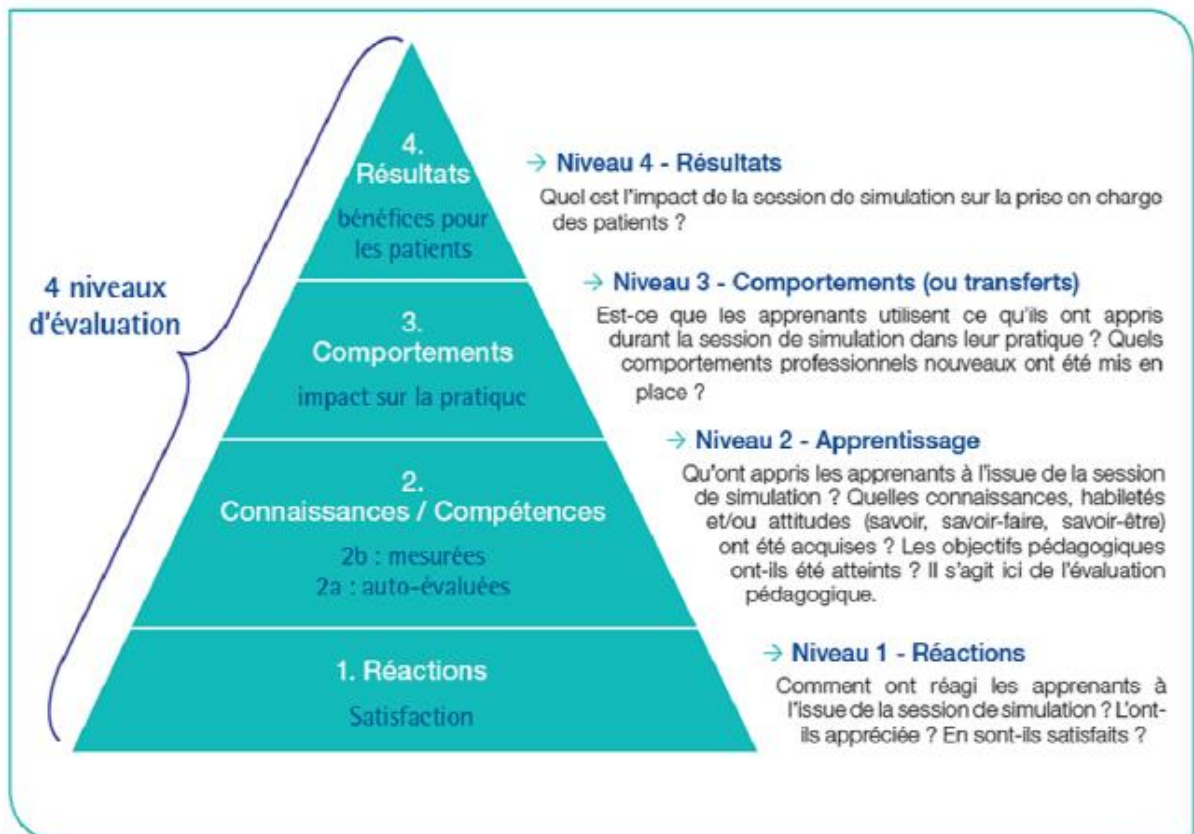 4 niveaux
d'évaluation
4.
Résultats
bénéfices pour
les patients
3.
Comportements
impact sur la pratique
2.
Connaissances / Compétences
2b : mesurées
2a : auto-évaluées
1. Réactions
Satisfaction
→ Niveau 4 - Résultats
Quel est l'impact de la session de simulation sur la prise en charge
des patients ?
→ Niveau 3 - Comportements (ou transferts)
Est-ce que les apprenants utilisent ce qu'ils ont appris
durant la session de simulation dans leur pratique ? Quels
comportements professionnels nouveaux ont été mis en
place ?
→ Niveau 2 - Apprentissage
Qu'ont appris les apprenants à l'issue de la session
de simulation ? Quelles connaissances, habiletés
et/ou attitudes (savoir, savoir-faire, savoir-être)
ont été acquises ? Les objectifs pédagogiques
ont-ils été atteints ? Il s'agit ici de l'évaluation
pédagogique.
→ Niveau 1 - Réactions
Comment ont réagi les apprenants à
l'issue de la session de simulation ? L'ont-
ils appréciée ? En sont-ils satisfaits ?